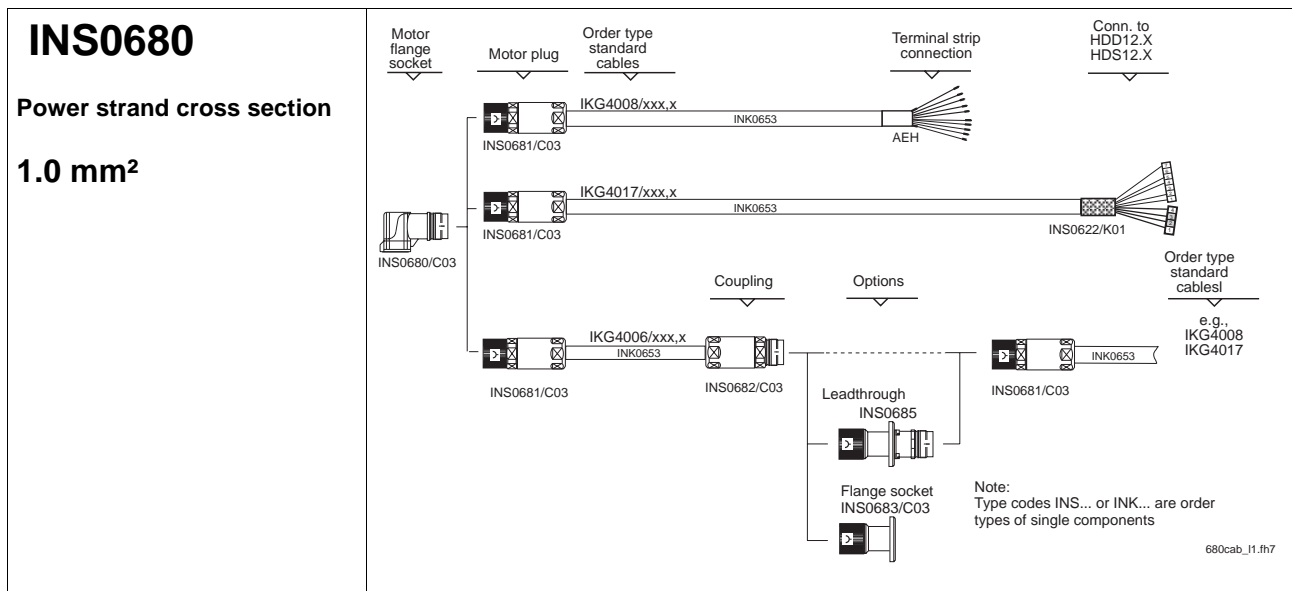 INS0680
Power strand cross section
1.0 mm²
Motor
flange
socket
Motor plug
Order type
standard
cables
Terminal strip
connection
Conn. to
HDD12.X
HDS12.X
IKG4008/xxx,x
INK0653
INS0681/C03
AEH
IKG4017/xxx,x
INK0653
INS0681/C03
INS0622/K01
INS0680/C03
Coupling
Options
Order type
standard
cablesl
e.g.,
IKG4008
IKG4017
IKG4006/xxx,x
INK0653
INS0681/C03
INS0682/C03
INK0653
INS0681/C03
Leadthrough
INS0685
Flange socket
INS0683/C03
Note:
Type codes INS... or INK... are order
types of single components
680cab_l1.fh7